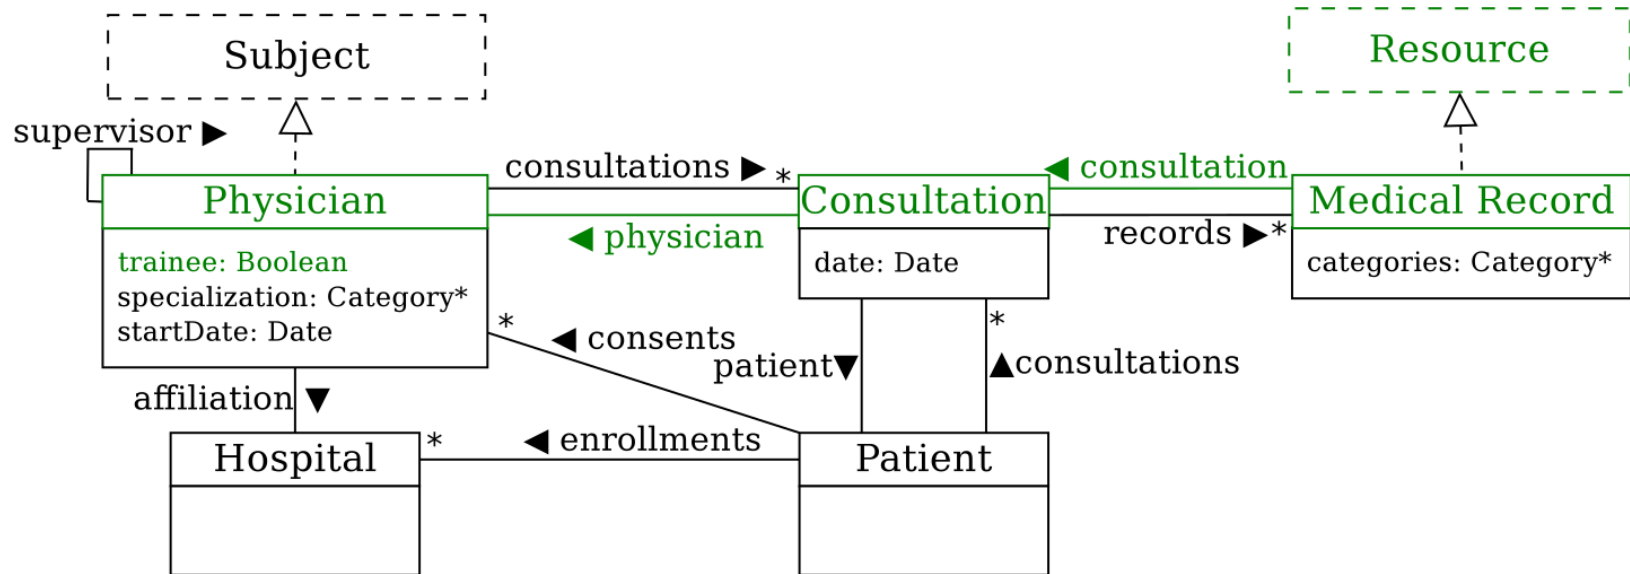 Subject
Resource
supervisor ▶
consultations ▶
*
◀ consultation
Physician
Consultation
Medical Record
◀ physician
records ▶*
trainee: Boolean
specialization: Category*
startDate: Date
date: Date
categories: Category*
*
◀ consents
*
patient▼
▲consultations
affiliation ▼
*
◀ enrollments
Hospital
Patient